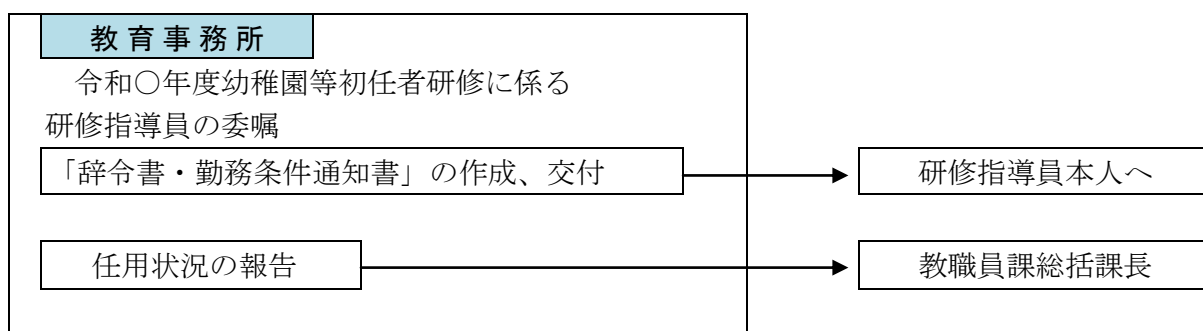 教育事務所
令和○年度幼稚園等初任者研修に係る
研修指導員の委嘱
「辞令書・勤務条件通知書」の作成、交付
研修指導員本人へ
任用状況の報告
教職員課総括課長